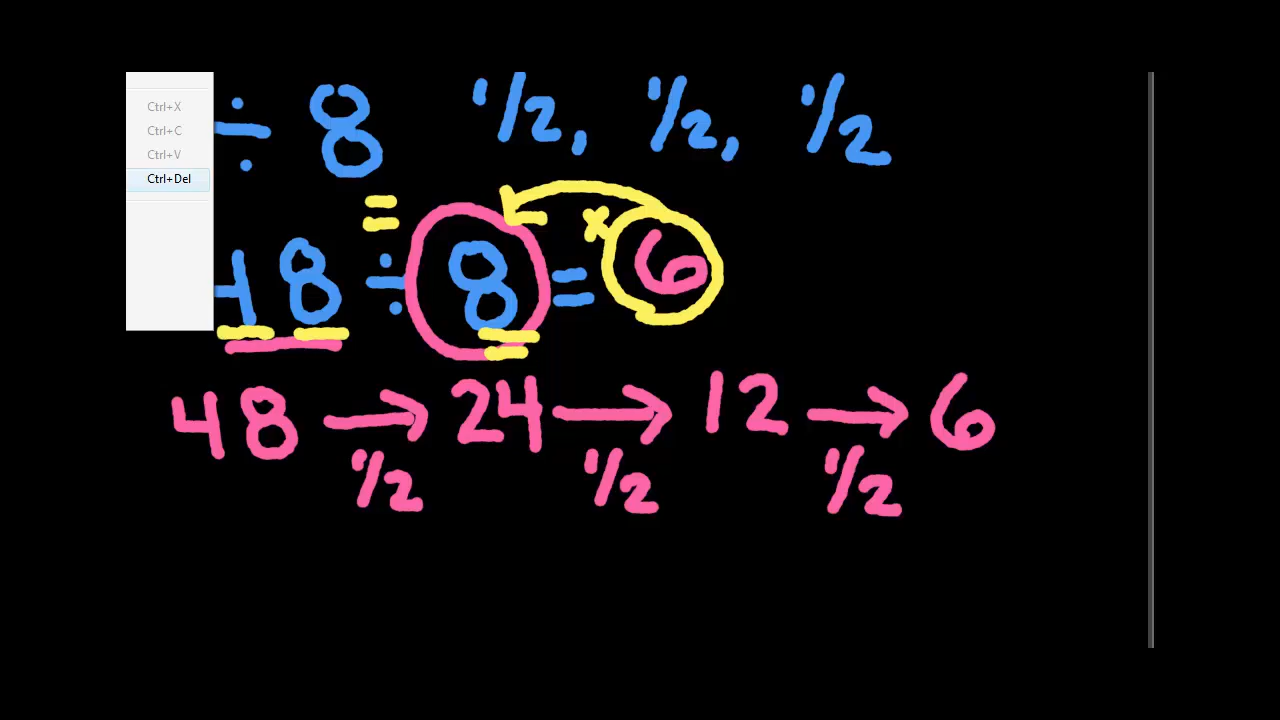 Ctrl+X
Ctrl+C
Ctrl+V
Ctrl+Del
÷ 8 1/2, 1/2, 1/2
=
48 ÷ 8 = x 6
48 → 24 → 12 → 6
1/2 1/2 1/2